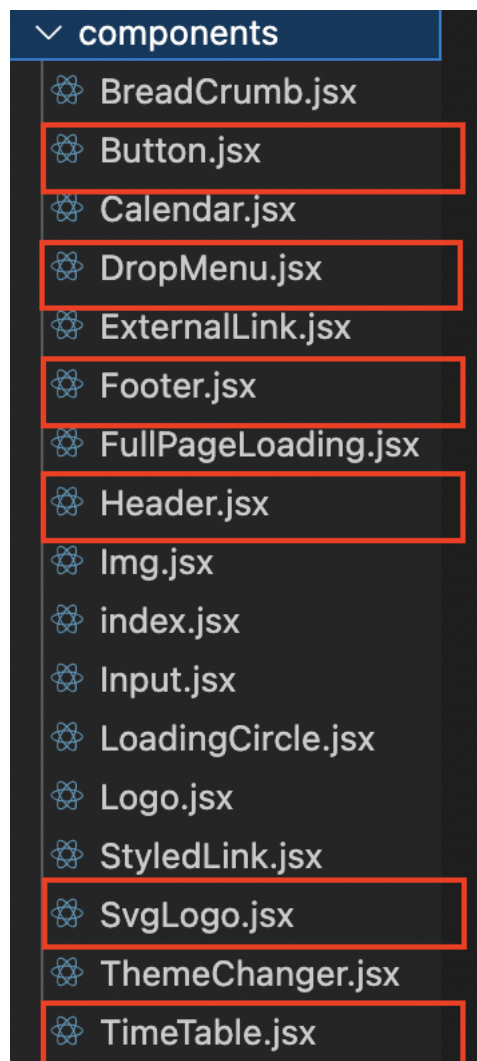 components
BreadCrumb.jsx
Button.jsx
Calendar.jsx
DropMenu.jsx
ExternalLink.jsx
Footer.jsx
FullPageLoading.jsx
Header.jsx
Img.jsx
index.jsx
Input.jsx
LoadingCircle.jsx
Logo.jsx
StyledLink.jsx
SvgLogo.jsx
ThemeChanger.jsx
TimeTable.jsx